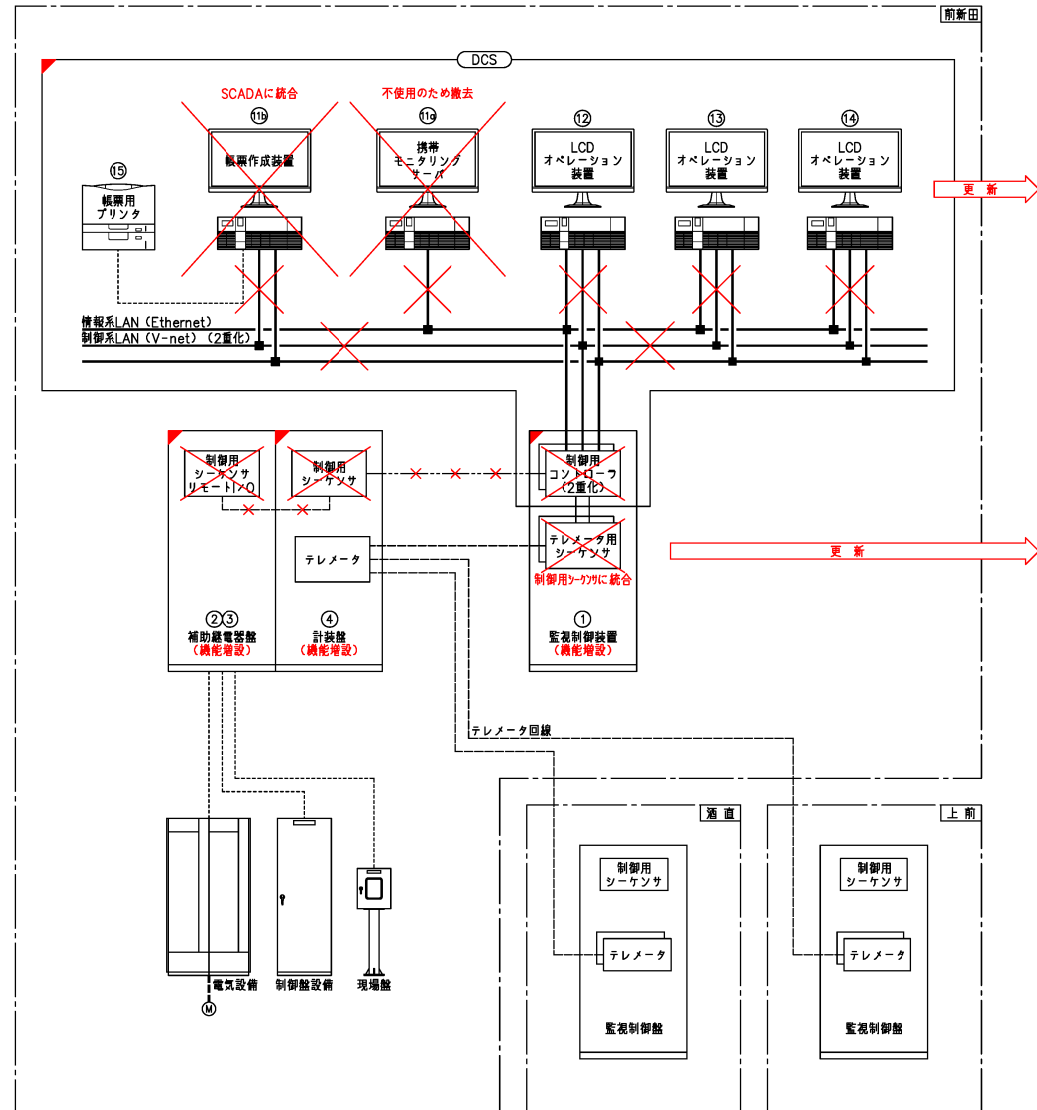 前新田
DCS
SCADAに統合
不使用のため撤去
⑪b
⑪a
⑫
⑬
⑭
帳票作成装置
携帯
モニタリング
サーバ
LCD
オペレーション
装置
LCD
オペレーション
装置
LCD
オペレーション
装置
⑮
帳票用
プリンタ
更 新
情報系LAN (Ethernet)
制御系LAN (V-net) (2重化)
制御用
シーケンサ
リモートI/O
制御用
シーケンサ
制御用
コントローラ
(2重化)
テレメータ
テレメータ用
シーケンサ
制御用ｼｰｹﾝｻに統合
更 新
②③
補助継電器盤
(機能増設)
④
計装盤
(機能増設)
①
監視制御装置
(機能増設)
テレメータ回線
酒 直
上 前
制御用
シーケンサ
制御用
シーケンサ
テレメータ
テレメータ
電気設備
制御盤設備
現場盤
M
監視制御盤
監視制御盤